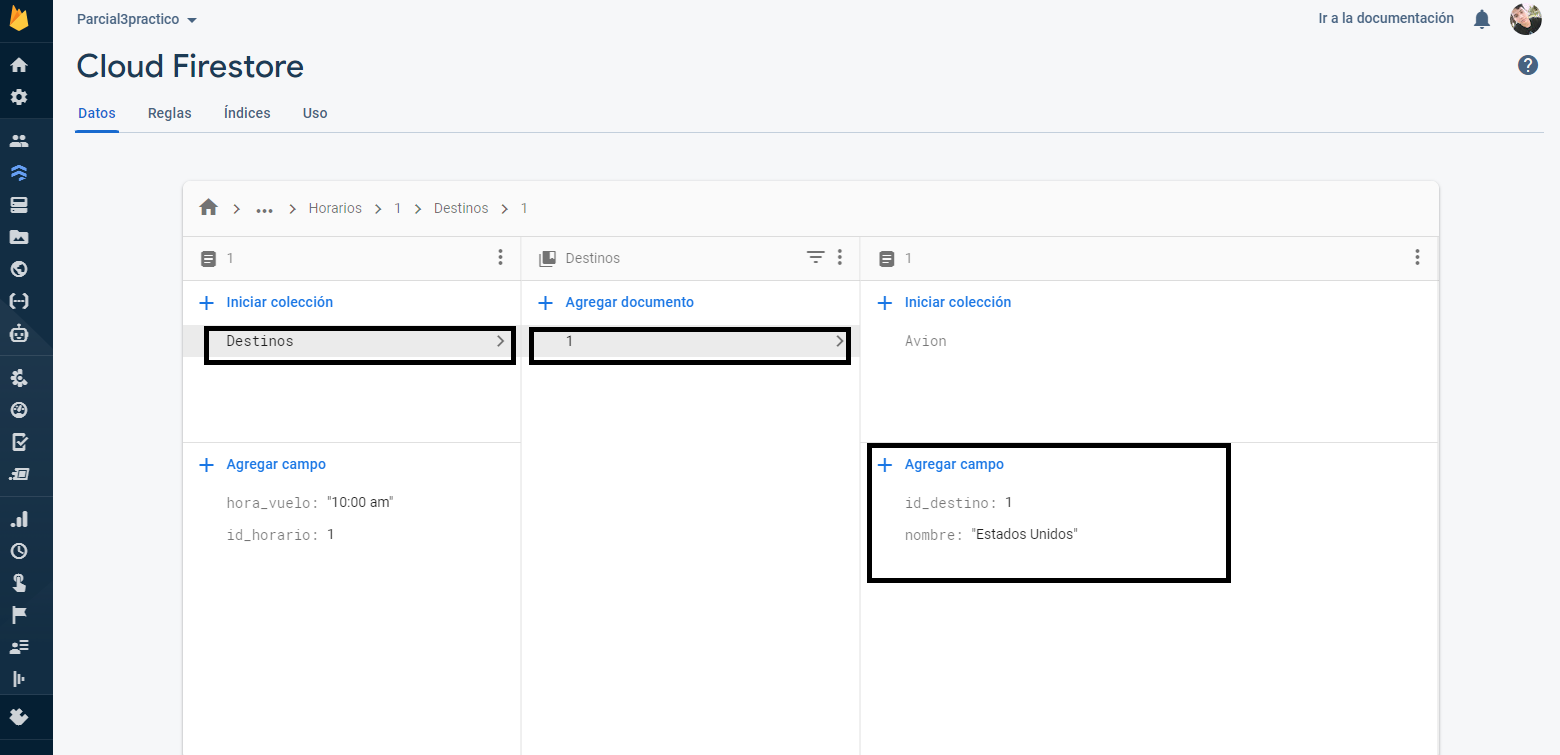 Parcial3practico
Ir a la documentación
Cloud Firestore
Datos Reglas Índices Uso
... Horarios 1 Destinos 1
1 Destinos 1
Iniciar colección Agregar documento Iniciar colección
Destinos 1 Avion
Agregar campo Agregar campo
hora_vuelo: "10:00 am" id_destino: 1
id_horario: 1 nombre: "Estados Unidos"